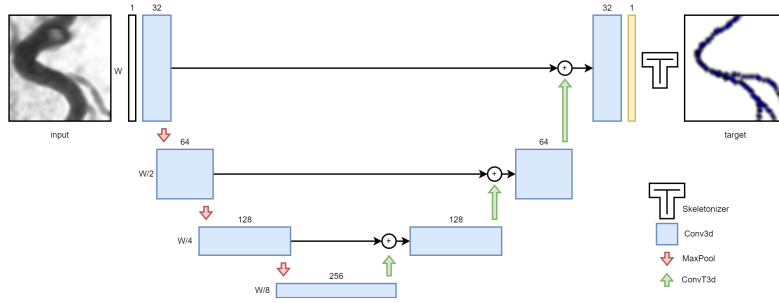 1 32 32 1
W
input target
64 64
W/2
128 128
W/4
256
W/8
Skeletonizer
Conv3d
MaxPool
ConvT3d